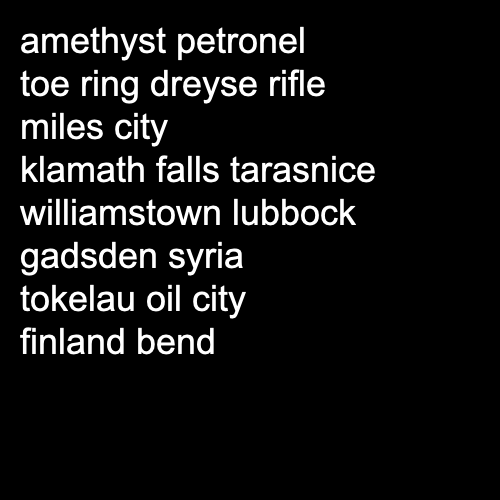 amethyst petronel
toe ring dreyse rifle
miles city
klamath falls tarasnice
williamstown lubbock
gadsden syria
tokelau oil city
finland bend